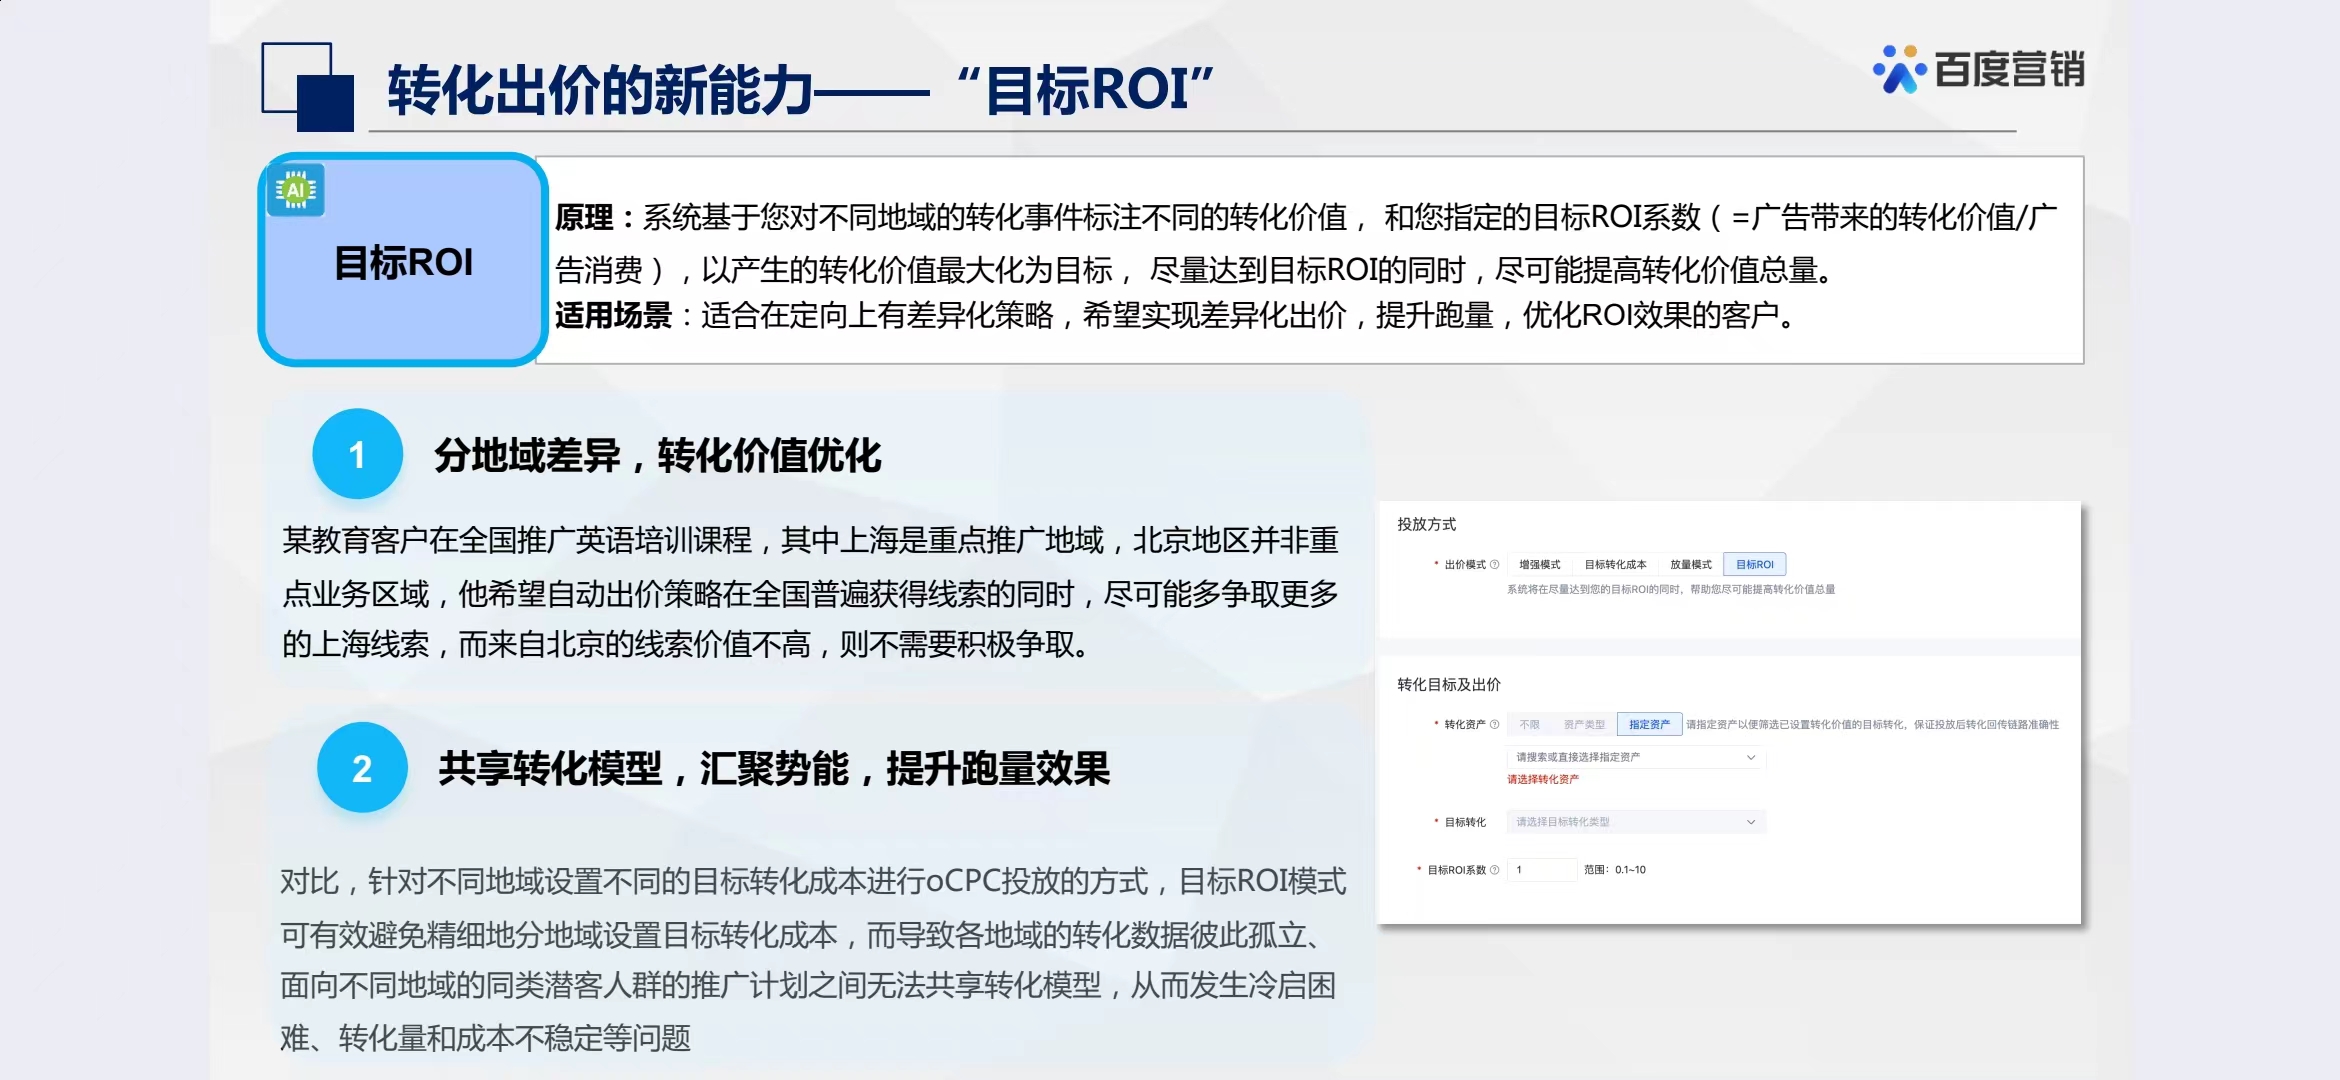 转化出价的新能力——“目标ROI”
百度营销
AI
目标ROI
原理：系统基于您对不同地域的转化事件标注不同的转化价值， 和您指定的目标ROI系数（=广告带来的转化价值/广
告消费），以产生的转化价值最大化为目标， 尽量达到目标ROI的同时，尽可能提高转化价值总量。
适用场景：适合在定向上有差异化策略，希望实现差异化出价，提升跑量，优化ROI效果的客户。
1
分地域差异，转化价值优化
某教育客户在全国推广英语培训课程，其中上海是重点推广地域，北京地区并非重
点业务区域，他希望自动出价策略在全国普遍获得线索的同时，尽可能多争取更多
的上海线索，而来自北京的线索价值不高，则不需要积极争取。
2
共享转化模型，汇聚势能，提升跑量效果
对比，针对不同地域设置不同的目标转化成本进行oCPC投放的方式，目标ROI模式
可有效避免精细地分地域设置目标转化成本，而导致各地域的转化数据彼此孤立、
面向不同地域的同类潜客人群的推广计划之间无法共享转化模型，从而发生冷启困
难、转化量和成本不稳定等问题
投放方式
* 出价模式 ? 增强模式 目标转化成本 放量模式 目标ROI
系统将在尽量达到您的目标ROI的同时，帮助您尽可能提高转化价值总量
转化目标及出价
* 转化资产 ? 不限 资产类型 指定资产 请指定资产以便筛选已设置转化价值的目标转化，保证投放后转化回传链路准确性
请搜索或直接选择指定资产
请选择转化资产
* 目标转化 请选择目标转化类型
* 目标ROI系数 ? 1 范围：0.1~10